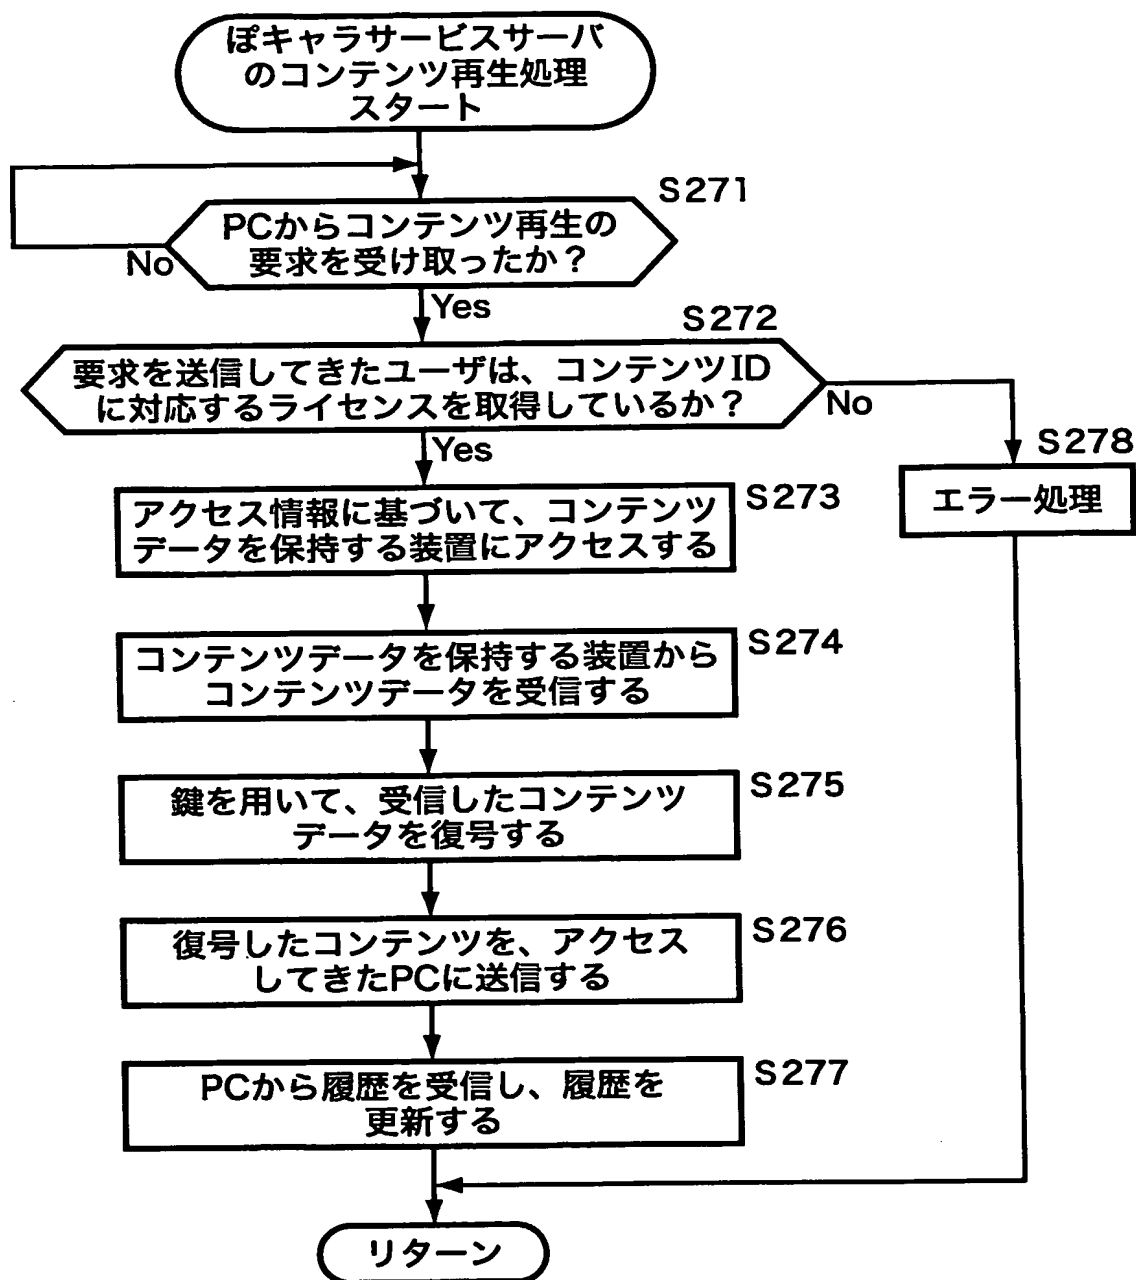 ぽキャラサービスサーバ
のコンテンツ再生処理
スタート
S271
PCからコンテンツ再生の
要求を受け取ったか？
No
Yes
S272
要求を送信してきたユーザは、コンテンツID
に対応するライセンスを取得しているか？
No
Yes
S278
エラー処理
S273
アクセス情報に基づいて、コンテンツ
データを保持する装置にアクセスする
S274
コンテンツデータを保持する装置から
コンテンツデータを受信する
S275
鍵を用いて、受信したコンテンツ
データを復号する
S276
復号したコンテンツを、アクセス
してきたPCに送信する
S277
PCから履歴を受信し、履歴を
更新する
リターン